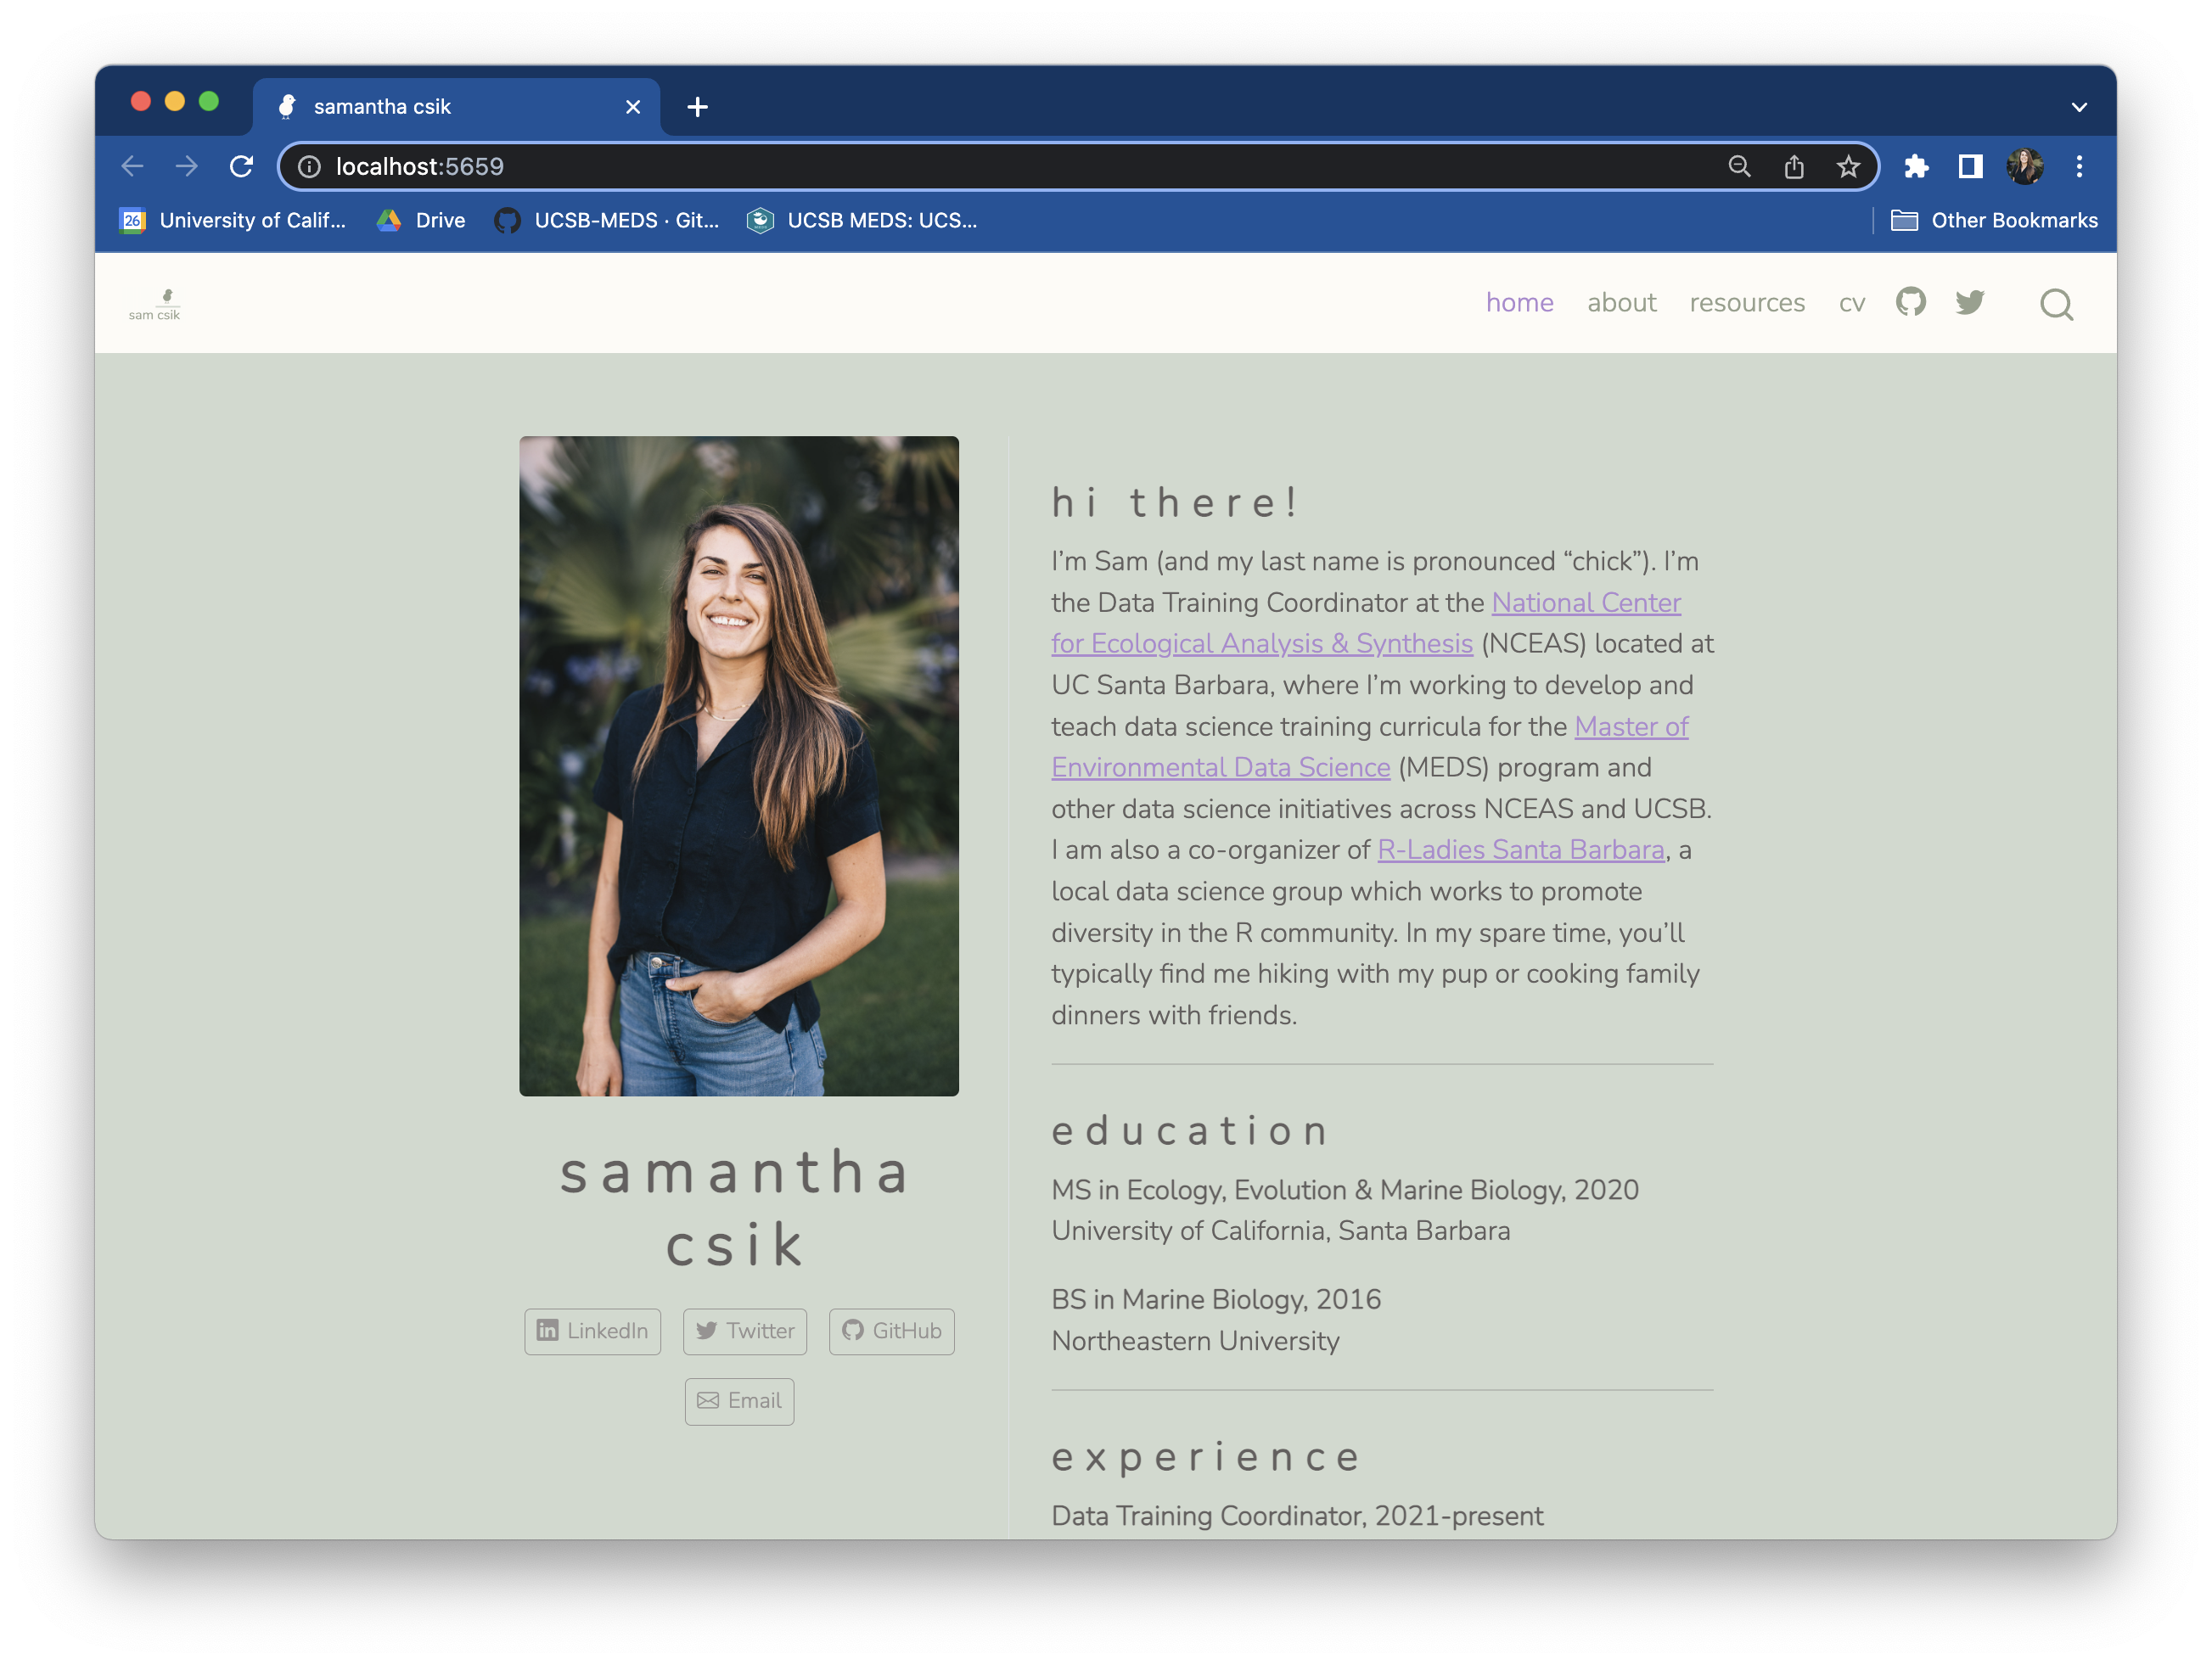 samantha csik
localhost:5659
26 University of Calif... Drive UCSB-MEDS · Git... UCSB MEDS: UCS... Other Bookmarks
sam csik
home about resources cv
hi there!
I’m Sam (and my last name is pronounced “chick”). I’m
the Data Training Coordinator at the National Center
for Ecological Analysis & Synthesis (NCEAS) located at
UC Santa Barbara, where I’m working to develop and
teach data science training curricula for the Master of
Environmental Data Science (MEDS) program and
other data science initiatives across NCEAS and UCSB.
I am also a co-organizer of R-Ladies Santa Barbara, a
local data science group which works to promote
diversity in the R community. In my spare time, you’ll
typically find me hiking with my pup or cooking family
dinners with friends.
samantha
csik
LinkedIn Twitter GitHub
Email
education
MS in Ecology, Evolution & Marine Biology, 2020
University of California, Santa Barbara
BS in Marine Biology, 2016
Northeastern University
experience
Data Training Coordinator, 2021-present